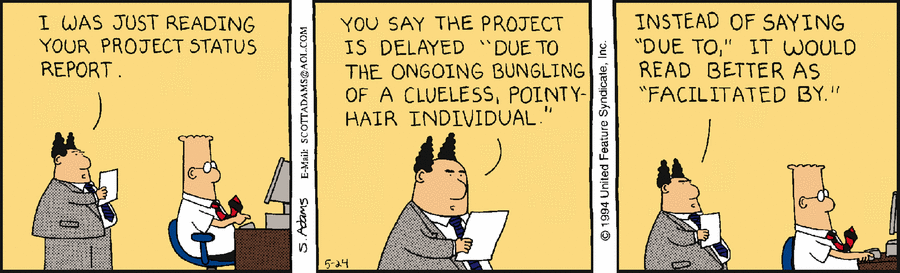 I WAS JUST READING
YOUR PROJECT STATUS
REPORT.
S. Adams
E-Mail: SCOTTADAMS@AOL.COM
YOU SAY THE PROJECT
IS DELAYED "DUE TO
THE ONGOING BUNGLING
OF A CLUELESS, POINTY-
HAIR INDIVIDUAL."
5-24
© 1994 United Feature Syndicate, Inc.
INSTEAD OF SAYING
"DUE TO," IT WOULD
READ BETTER AS
"FACILITATED BY."